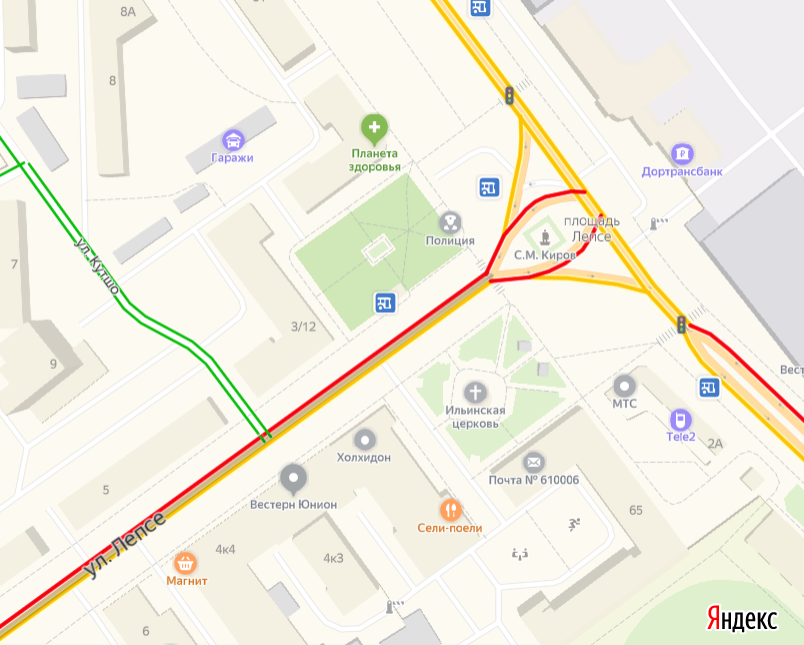 8А
8
Гаражи
Планета
здоровья
Дортрансбанк
Полиция
площадь
Лепсе
С.М. Киров
ул. Кутшо
7
3/12
9
Вестр
МТС
Ильинская
церковь
Tele2
2А
Холхидон
Почта № 610006
5
Вестерн Юнион
65
Сели-поели
ул. Лепсе
4к4
4к3
Магнит
6
Яндекс